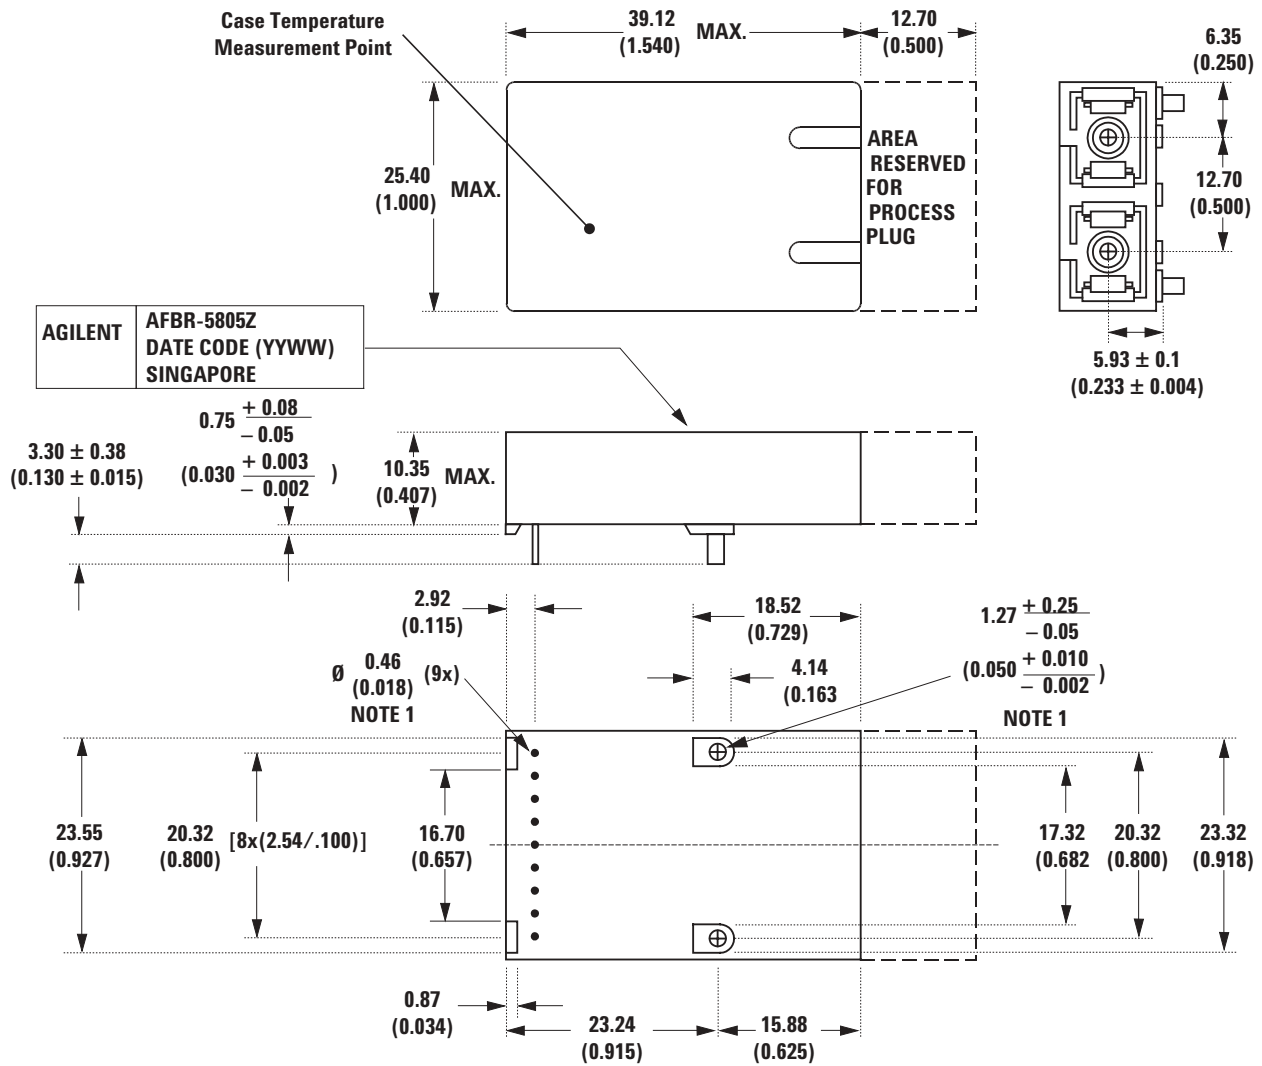 Case Temperature
Measurement Point
39.12
(1.540)
MAX.
12.70
(0.500)
6.35
(0.250)
25.40
(1.000)
MAX.
AREA
RESERVED
FOR
PROCESS
PLUG
12.70
(0.500)
5.93 ± 0.1
(0.233 ± 0.004)
AGILENT
AFBR-5805Z
DATE CODE (YYWW)
SINGAPORE
3.30 ± 0.38
(0.130 ± 0.015)
0.75 + 0.08
– 0.05
(0.030 + 0.003
– 0.002 )
10.35
(0.407)
MAX.
2.92
(0.115)
18.52
(0.729)
4.14
(0.163
1.27 + 0.25
– 0.05
(0.050 + 0.010
– 0.002 )
NOTE 1
Ø 0.46
(0.018) (9x)
NOTE 1
23.55
(0.927)
20.32
(0.800)
[8x(2.54/.100)]
16.70
(0.657)
17.32
(0.682
20.32
(0.800)
23.32
(0.918)
0.87
(0.034)
23.24
(0.915)
15.88
(0.625)